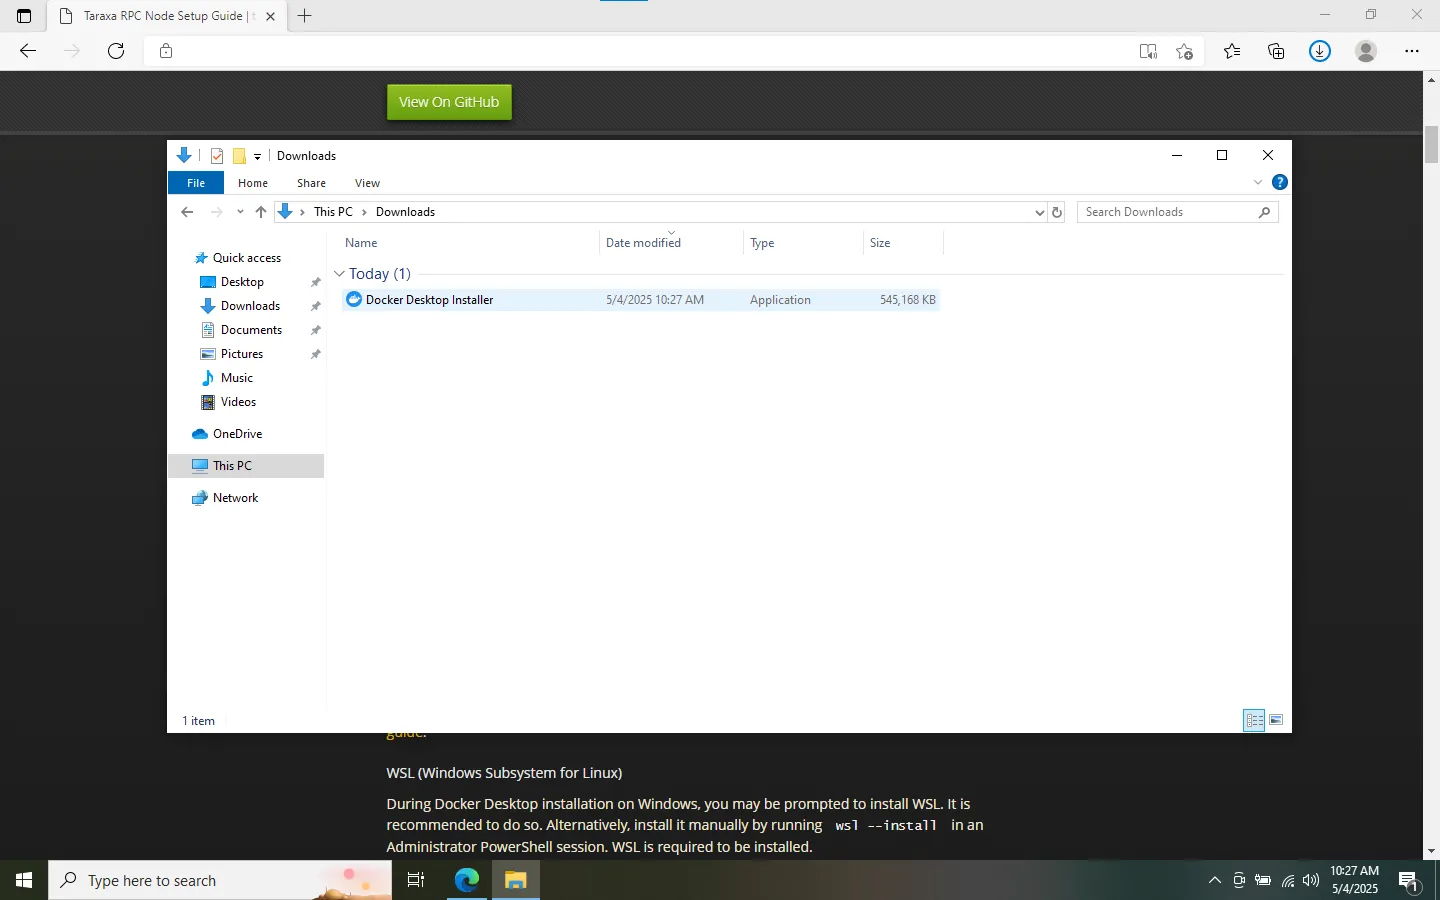 Taraxa RPC Node Setup Guide | t
View On GitHub
Downloads
File
Home
Share
View
This PC
Downloads
Search Downloads
Name
Date modified
Type
Size
Quick access
Desktop
Downloads
Documents
Pictures
Music
Videos
OneDrive
This PC
Network
Today (1)
Docker Desktop Installer
5/4/2025 10:27 AM
Application
545,168 KB
1 item
guide.
WSL (Windows Subsystem for Linux)
During Docker Desktop installation on Windows, you may be prompted to install WSL. It is
recommended to do so. Alternatively, install it manually by running wsl --install in an
Administrator PowerShell session. WSL is required to be installed.
Type here to search
10:27 AM
5/4/2025
1